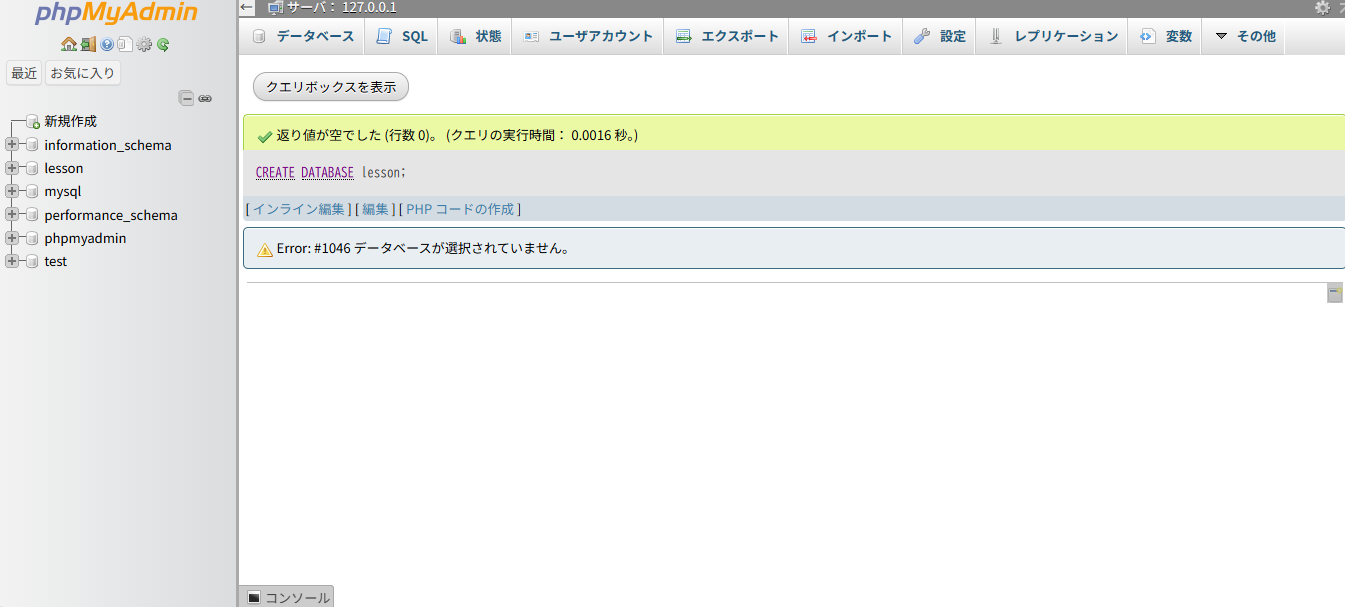 phpMyAdmin
最近 お気に入り
新規作成
information_schema
lesson
mysql
performance_schema
phpmyadmin
test
サーバ： 127.0.0.1
データベース SQL 状態 ユーザアカウント エクスポート インポート 設定 レプリケーション 変数 その他
クエリボックスを表示
返り値が空でした (行数 0)。 (クエリの実行時間： 0.0016 秒。)
CREATE DATABASE lesson;
[ インライン編集 ] [ 編集 ] [ PHP コードの作成 ]
Error: #1046 データベースが選択されていません。
コンソール